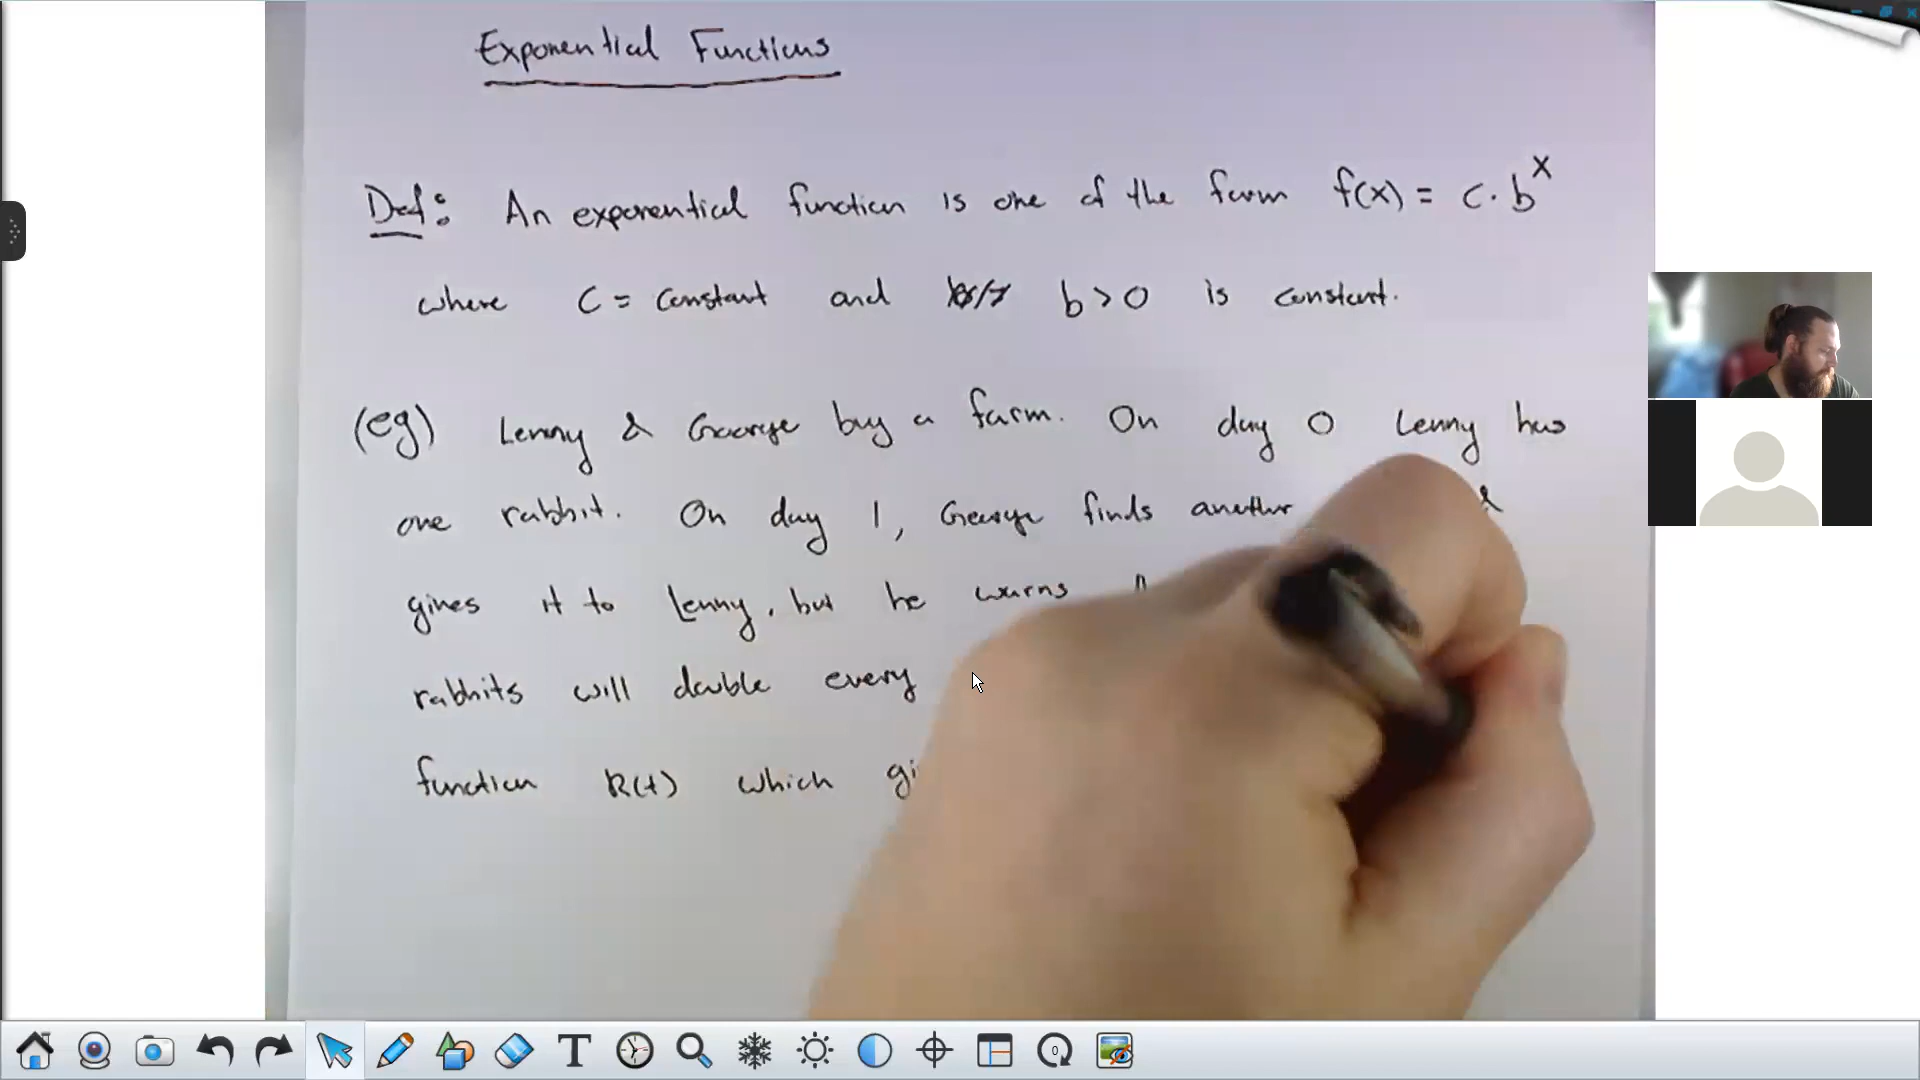 Exponential Functions
Def: An exponential function is one of the form f(x) = c · b^x
where C = constant and b > 0 is constant.
(eg) Lenny & George buy a farm. On day 0 Lenny has
one rabbit. On day 1, George finds another &
gives it to Lenny, but he warns
rabbits will double every
function R(t) which gi
T
0